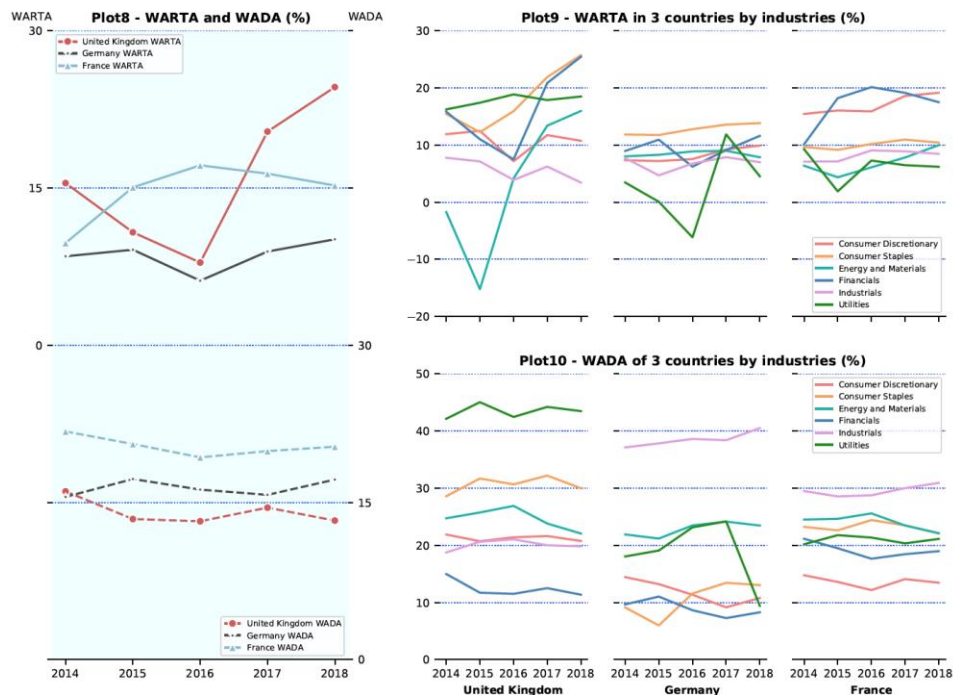 WARTA
Plot8 - WARTA and WADA (%)
WADA
30
15
0
30
15
0
United Kingdom WARTA
Germany WARTA
France WARTA
United Kingdom WADA
Germany WADA
France WADA
2014 2015 2016 2017 2018
Plot9 - WARTA in 3 countries by industries (%)
30
20
10
0
−10
−20
Consumer Discretionary
Consumer Staples
Energy and Materials
Financials
Industrials
Utilities
Plot10 - WADA of 3 countries by industries (%)
50
40
30
20
10
0
Consumer Discretionary
Consumer Staples
Energy and Materials
Financials
Industrials
Utilities
2014 2015 2016 2017 2018 2014 2015 2016 2017 2018 2014 2015 2016 2017 2018
United Kingdom Germany France